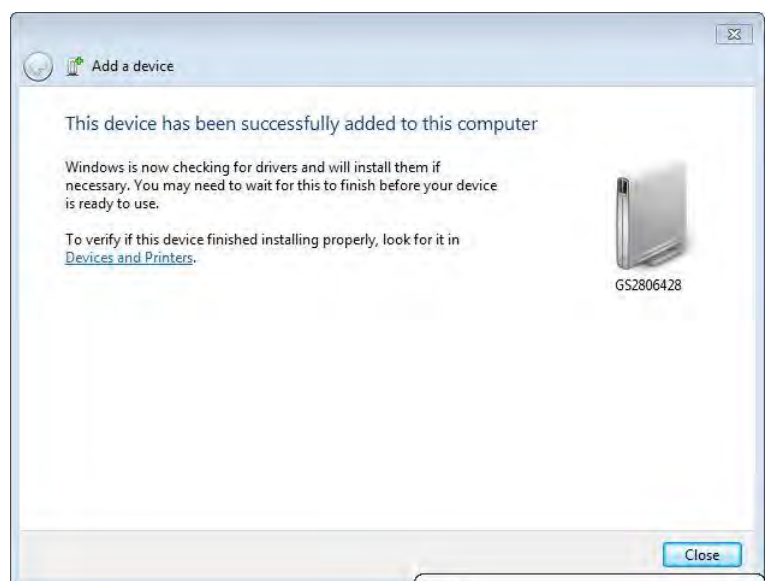 Add a device
This device has been successfully added to this computer
Windows is now checking for drivers and will install them if
necessary. You may need to wait for this to finish before your device
is ready to use.
To verify if this device finished installing properly, look for it in
Devices and Printers.
GS2806428
Close